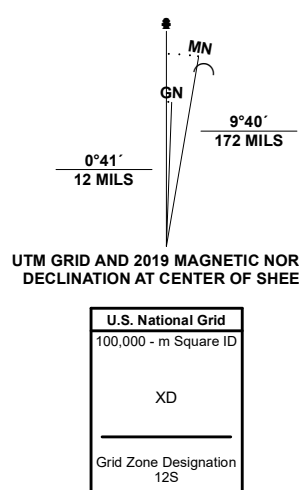 MN
GN
9°40´
172 MILS
0°41´
12 MILS
UTM GRID AND 2019 MAGNETIC NOR
DECLINATION AT CENTER OF SHEE
U.S. National Grid
100,000 - m Square ID
XD
Grid Zone Designation
12S